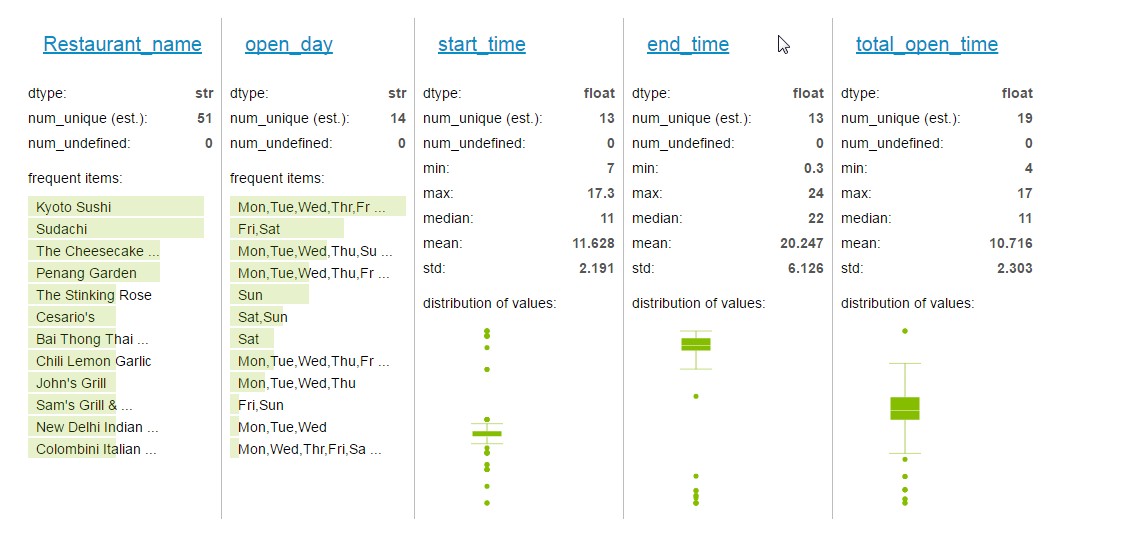 Restaurant_name
dtype: str
num_unique (est.): 51
num_undefined: 0
frequent items:
Kyoto Sushi
Sudachi
The Cheesecake ...
Penang Garden
The Stinking Rose
Cesario's
Bai Thong Thai ...
Chili Lemon Garlic
John's Grill
Sam's Grill & ...
New Delhi Indian ...
Colombini Italian ...
open_day
dtype: str
num_unique (est.): 14
num_undefined: 0
frequent items:
Mon,Tue,Wed,Thr,Fr ...
Fri,Sat
Mon,Tue,Wed,Thu,Su ...
Mon,Tue,Wed,Thu,Fr ...
Sun
Sat,Sun
Sat
Mon,Tue,Wed,Thu,Fr ...
Mon,Tue,Wed,Thu
Fri,Sun
Mon,Tue,Wed
Mon,Wed,Thr,Fri,Sa ...
start_time
dtype: float
num_unique (est.): 13
num_undefined: 0
min: 7
max: 17.3
median: 11
mean: 11.628
std: 2.191
distribution of values:
end_time
dtype: float
num_unique (est.): 13
num_undefined: 0
min: 0.3
max: 24
median: 22
mean: 20.247
std: 6.126
distribution of values:
total_open_time
dtype: float
num_unique (est.): 19
num_undefined: 0
min: 4
max: 17
median: 11
mean: 10.716
std: 2.303
distribution of values: